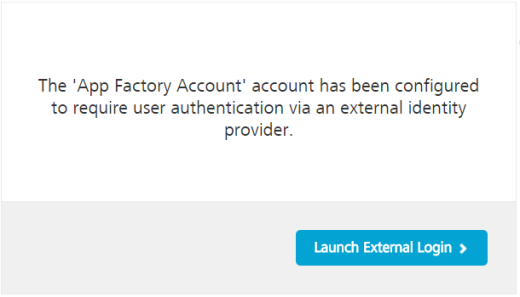 The 'App Factory Account' account has been configured
to require user authentication via an external identity
provider.
Launch External Login >